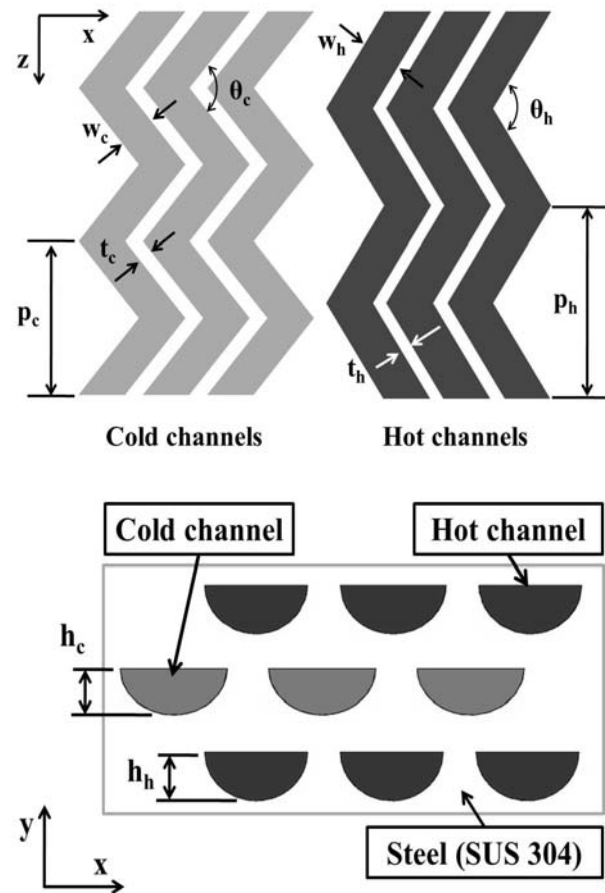 x
z
w_c
θ_c
t_c
p_c
w_h
θ_h
p_h
t_h
Cold channels
Hot channels
Cold channel
Hot channel
h_c
h_h
y
x
Steel (SUS 304)